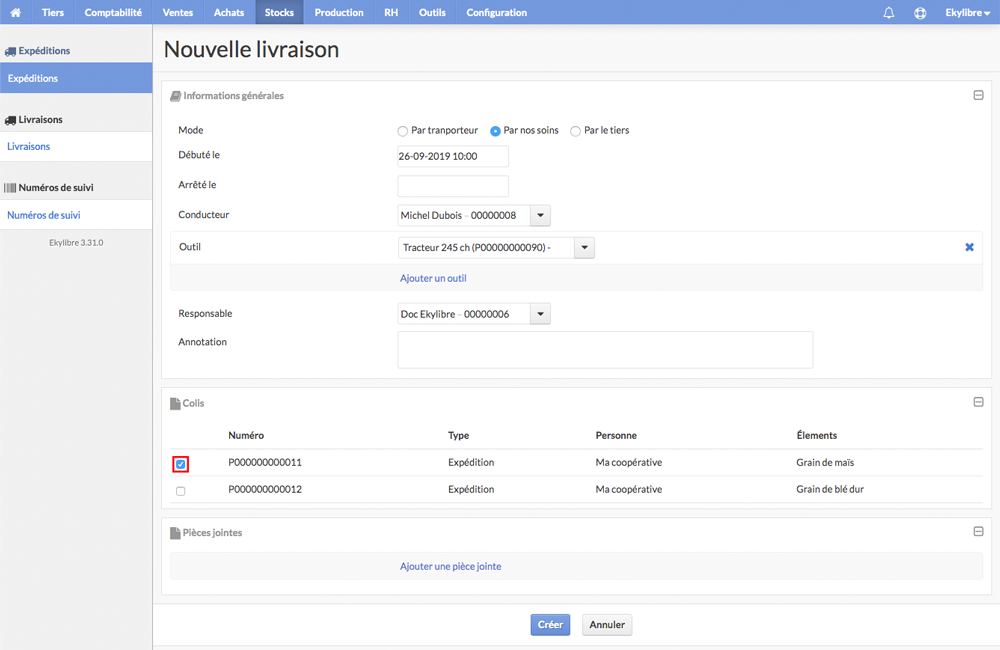 Tiers Comptabilité Ventes Achats Stocks Production RH Outils Configuration Ekylibre
Expéditions
Expéditions
Livraisons
Livraisons
Numéros de suivi
Numéros de suivi
Ekylibre 3.31.0
Nouvelle livraison
Informations générales
Mode Par tranporteur Par nos soins Par le tiers
Débuté le 26-09-2019 10:00
Arrêté le
Conducteur Michel Dubois - 00000008
Outil Tracteur 245 ch (P00000000090) -
Ajouter un outil
Responsable Doc Ekylibre - 00000006
Annotation
Colis
Numéro Type Personne Élements
P000000000011 Expédition Ma coopérative Grain de maïs
P000000000012 Expédition Ma coopérative Grain de blé dur
Pièces jointes
Ajouter une pièce jointe
Créer Annuler